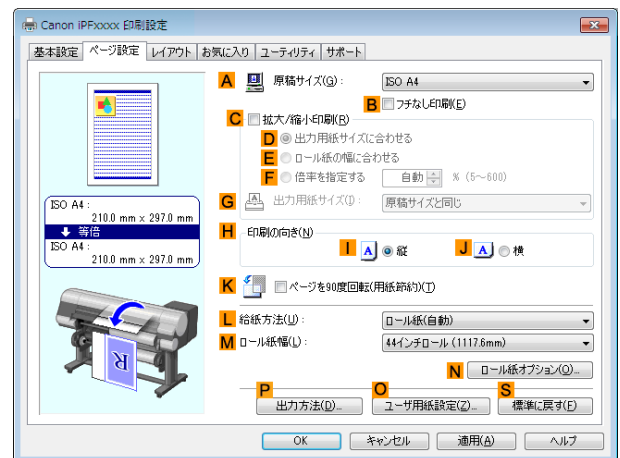 Canon iPFxxxx 印刷設定
基本設定 ページ設定 レイアウト お気に入り ユーティリティ サポート
A 原稿サイズ(G): ISO A4
B フチなし印刷(E)
C 拡大/縮小印刷(R)
D 出力用紙サイズに合わせる
E ロール紙の幅に合わせる
F 倍率を指定する 自動 % (5～600)
G 出力用紙サイズ(I): 原稿サイズと同じ
ISO A4 :
210.0 mm x 297.0 mm
等倍
ISO A4 :
210.0 mm x 297.0 mm
H 印刷の向き(N)
I A 縦 J A 横
K ページを90度回転(用紙節約)(T)
L 給紙方法(U): ロール紙(自動)
M ロール紙幅(L): 44インチロール (1117.6mm)
R
N ロール紙オプション(O)...
P O S
出力方法(D)... ユーザ用紙設定(Z)... 標準に戻す(F)
OK キャンセル 適用(A) ヘルプ